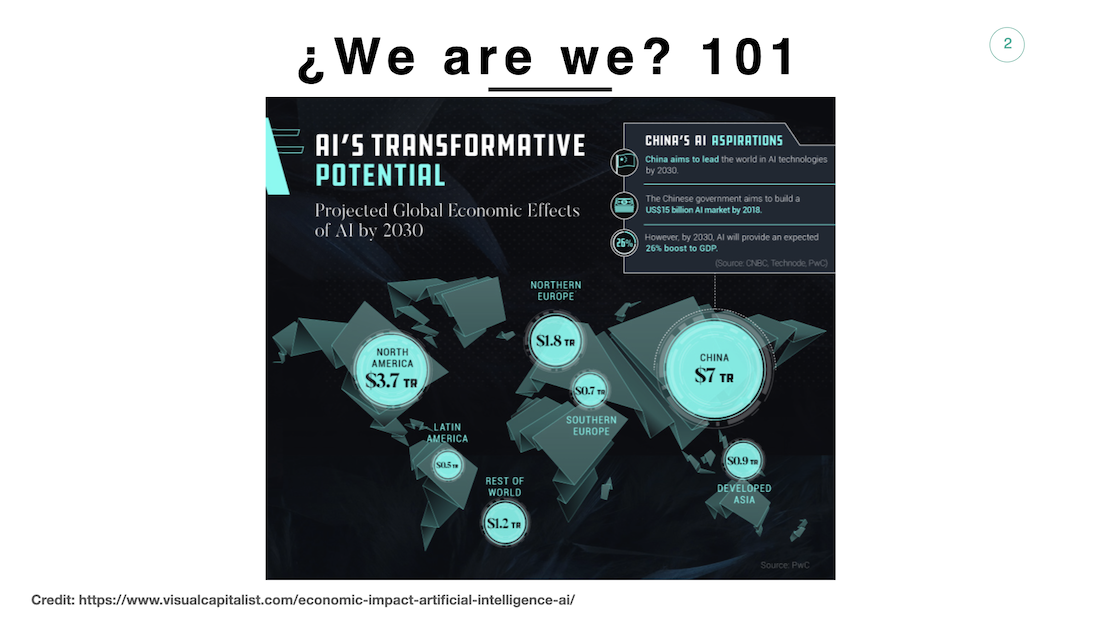 ¿We are we? 101
2
AI'S TRANSFORMATIVE
POTENTIAL
Projected Global Economic Effects
of AI by 2030
CHINA'S AI ASPIRATIONS
China aims to lead the world in AI technologies
by 2030.
The Chinese government aims to build a
US$15 billion AI market by 2018.
26%
However, by 2030, AI will provide an expected
26% boost to GDP.
(Source: CNBC, Technode, PwC)
NORTHERN
EUROPE
$1.8 TR
NORTH
AMERICA
$3.7 TR
CHINA
$7 TR
$0.7 TR
SOUTHERN
EUROPE
LATIN
AMERICA
$0.5 TR
$0.9 TR
DEVELOPED
ASIA
REST OF
WORLD
$1.2 TR
Source: PwC
Credit: https://www.visualcapitalist.com/economic-impact-artificial-intelligence-ai/